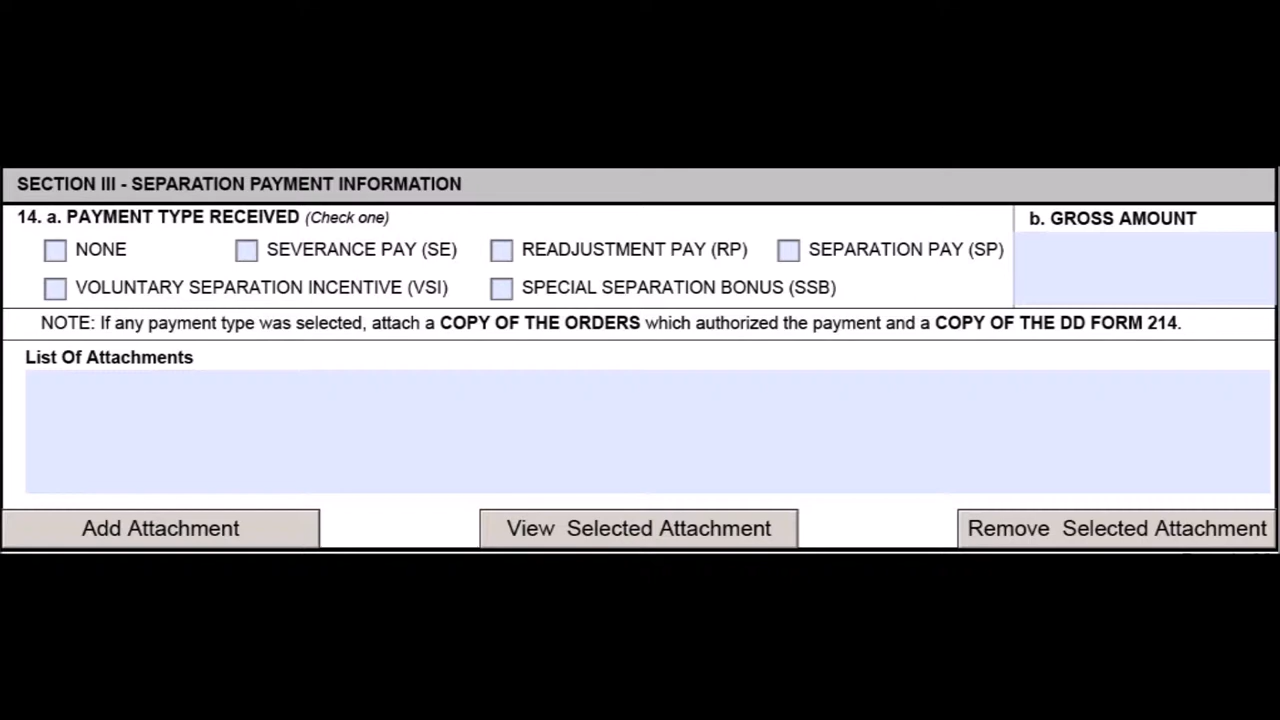 SECTION III - SEPARATION PAYMENT INFORMATION
14. a. PAYMENT TYPE RECEIVED (Check one)
b. GROSS AMOUNT
NONE
SEVERANCE PAY (SE)
READJUSTMENT PAY (RP)
SEPARATION PAY (SP)
VOLUNTARY SEPARATION INCENTIVE (VSI)
SPECIAL SEPARATION BONUS (SSB)
NOTE: If any payment type was selected, attach a COPY OF THE ORDERS which authorized the payment and a COPY OF THE DD FORM 214.
List Of Attachments
Add Attachment
View Selected Attachment
Remove Selected Attachment